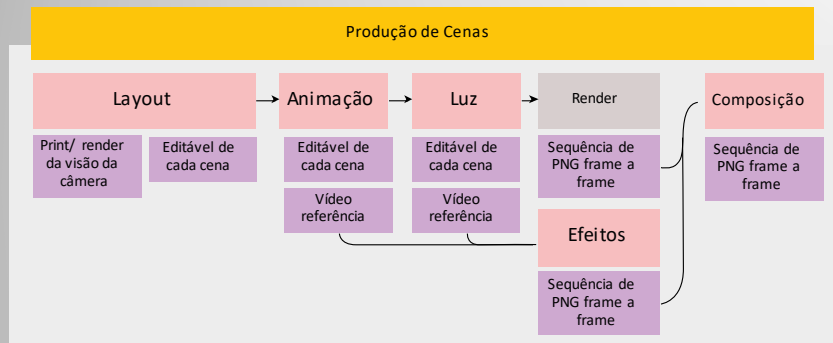 Produção de Cenas
Layout
Animação
Luz
Render
Composição
Print/ render
da visão da
câmera
Editável de
cada cena
Editável de
cada cena
Editável de
cada cena
Sequência de
PNG frame a
frame
Sequência de
PNG frame a
frame
Vídeo
referência
Vídeo
referência
Efeitos
Sequência de
PNG frame a
frame